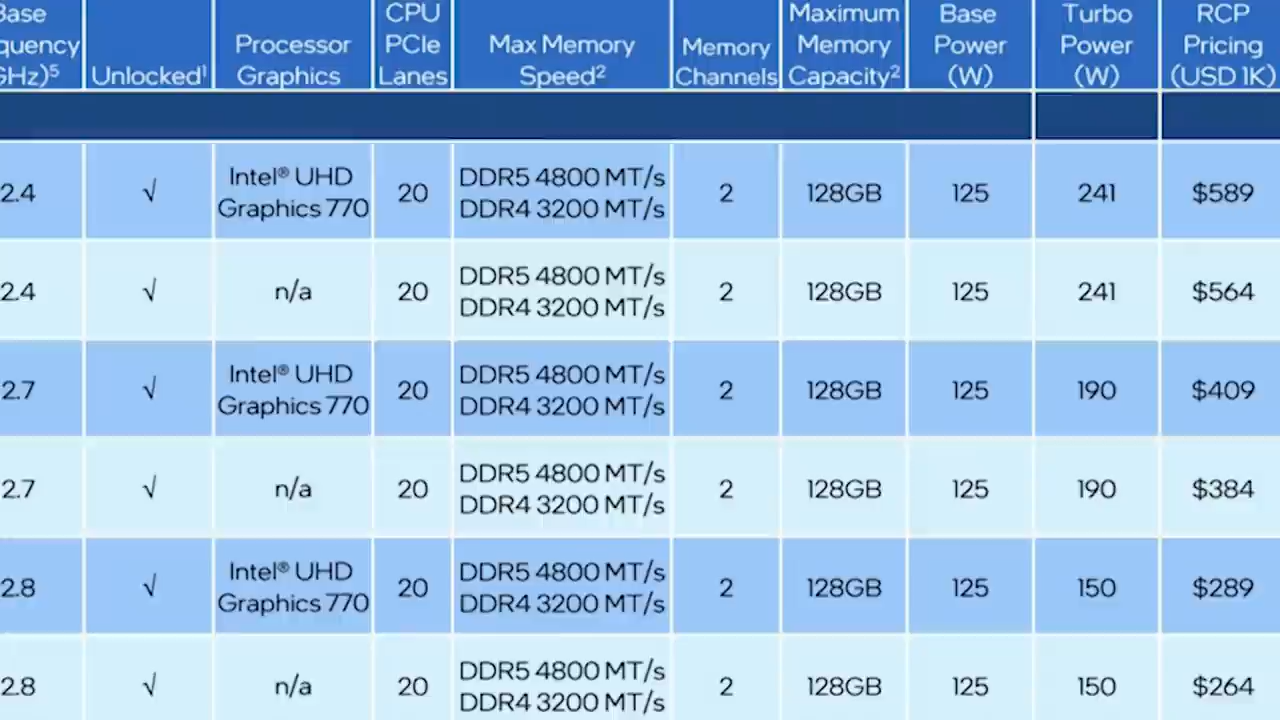 Base CPU Maximum Base Turbo RCP
quency Processor PCIe Max Memory Memory Memory Power Power Pricing
GHz)⁵ Unlocked¹ Graphics Lanes Speed² Channels Capacity² (W) (W) (USD 1K)
2.4 √ Intel® UHD Graphics 770 20 DDR5 4800 MT/s DDR4 3200 MT/s 2 128GB 125 241 $589
2.4 √ n/a 20 DDR5 4800 MT/s DDR4 3200 MT/s 2 128GB 125 241 $564
2.7 √ Intel® UHD Graphics 770 20 DDR5 4800 MT/s DDR4 3200 MT/s 2 128GB 125 190 $409
2.7 √ n/a 20 DDR5 4800 MT/s DDR4 3200 MT/s 2 128GB 125 190 $384
2.8 √ Intel® UHD Graphics 770 20 DDR5 4800 MT/s DDR4 3200 MT/s 2 128GB 125 150 $289
2.8 √ n/a 20 DDR5 4800 MT/s DDR4 3200 MT/s 2 128GB 125 150 $264